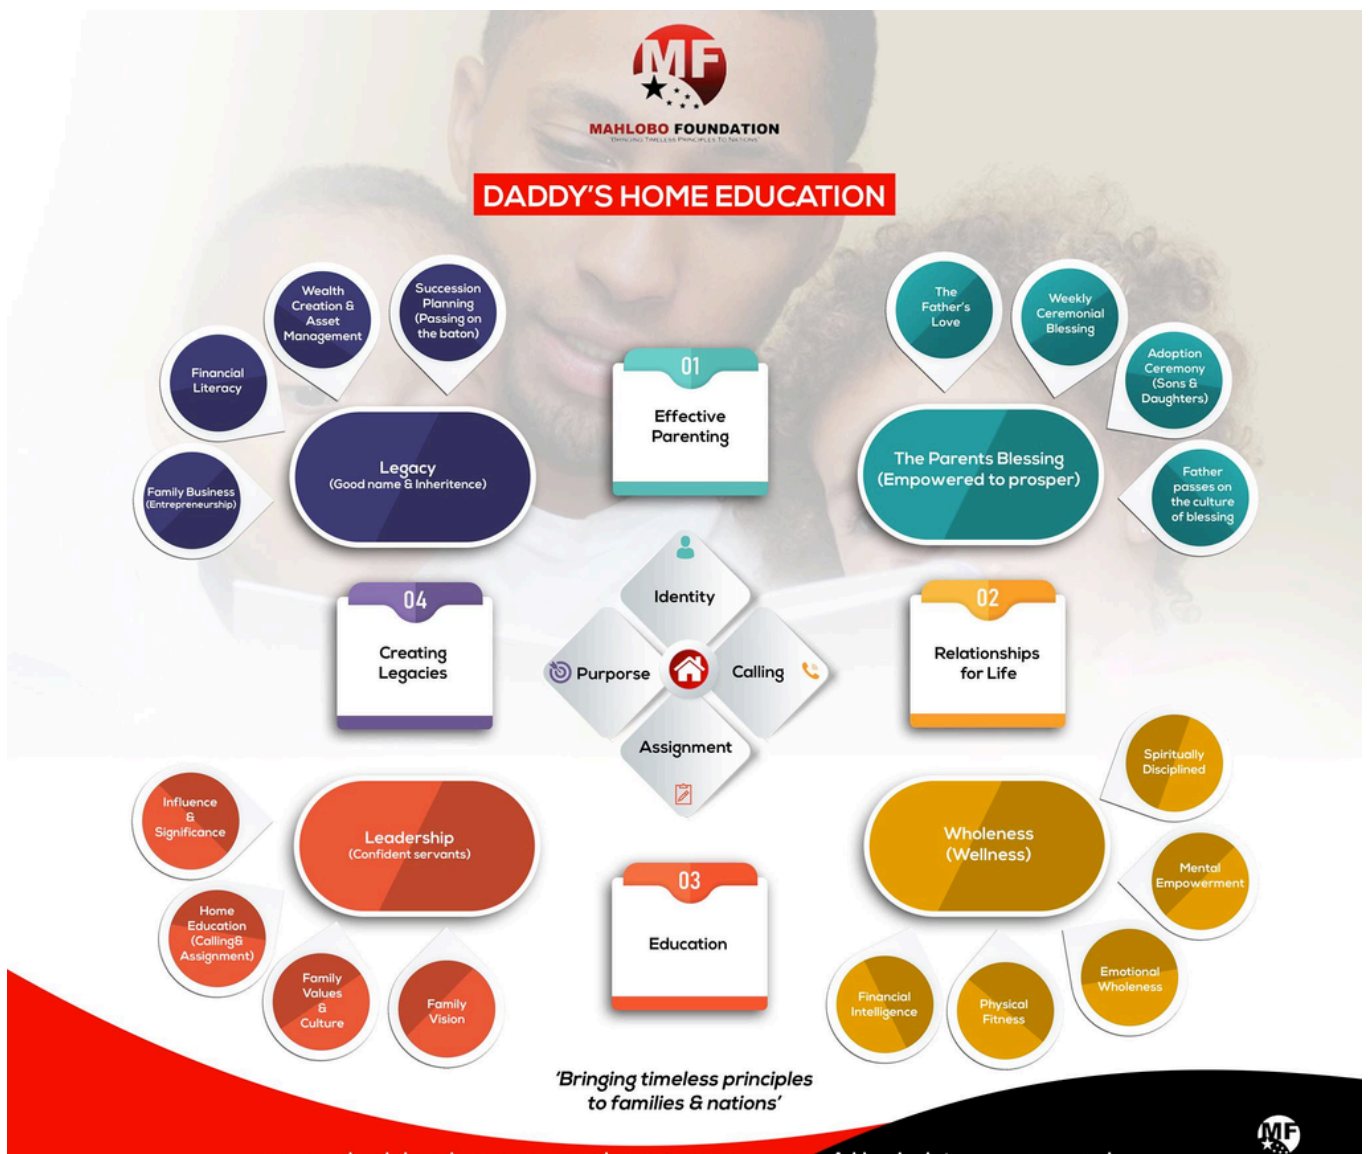 MF
MAHLOBO FOUNDATION
'BRINGING TIMELESS PRINCIPLES TO NATIONS'
DADDY'S HOME EDUCATION
Succession
Planning
(Passing on
the baton)
Wealth
Creation &
Asset
Management
Financial
Literacy
Family Business
(Entrepreneurship)
Legacy
(Good name & Inheritence)
01
Effective
Parenting
The
Father's
Love
Weekly
Ceremonial
Blessing
Adoption
Ceremony
(Sons &
Daughters)
Father
passes on
the culture
of blessing
The Parents Blessing
(Empowered to prosper)
04
Creating
Legacies
Identity
Purporse
Calling
Assignment
02
Relationships
for Life
Influence
&
Significance
Home
Education
(Calling&
Assignment)
Family
Values
&
Culture
Family
Vision
Leadership
(Confident servants)
03
Education
Wholeness
(Wellness)
Spiritually
Disciplined
Mental
Empowerment
Emotional
Wholeness
Physical
Fitness
Financial
Intelligence
'Bringing timeless principles
to families & nations'
MF